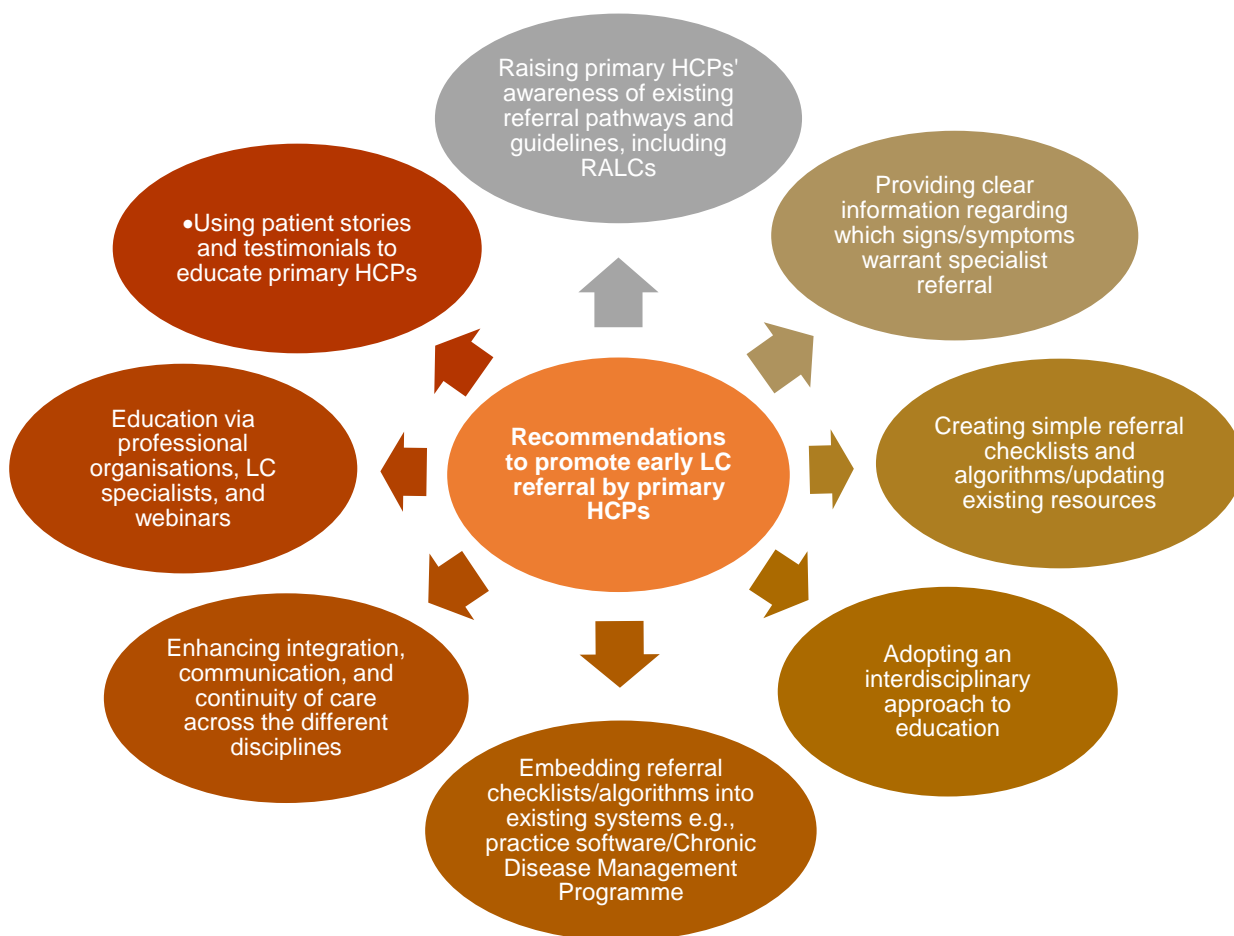 Raising primary HCPs'
awareness of existing
referral pathways and
guidelines, including
RALCs
Providing clear
information regarding
which signs/symptoms
warrant specialist
referral
Creating simple referral
checklists and
algorithms/updating
existing resources
Adopting an
interdisciplinary
approach to
education
Embedding referral
checklists/algorithms into
existing systems e.g.,
practice software/Chronic
Disease Management
Programme
Enhancing integration,
communication, and
continuity of care
across the different
disciplines
Education via
professional
organisations, LC
specialists, and
webinars
•Using patient stories
and testimonials to
educate primary HCPs
Recommendations
to promote early LC
referral by primary
HCPs